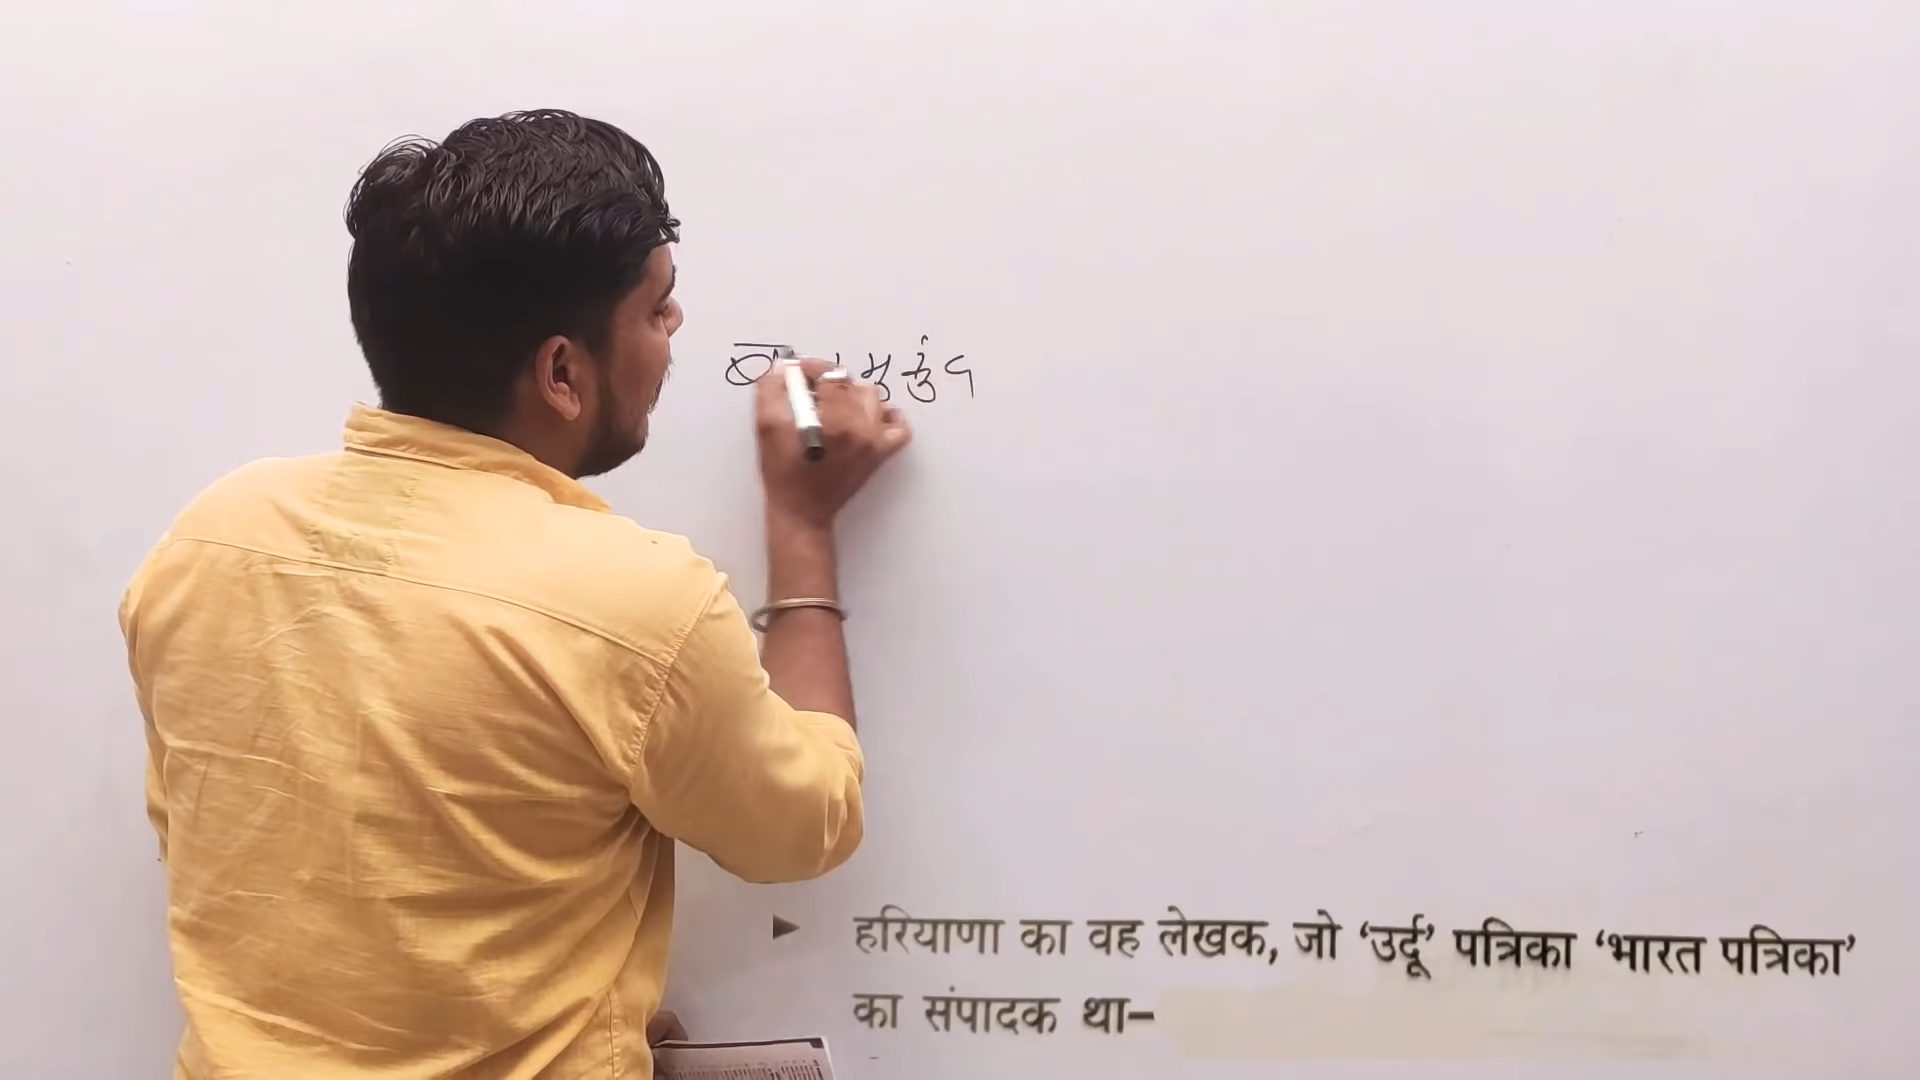 मुकुंद
हरियाणा का वह लेखक, जो ‘उर्दू’ पत्रिका ‘भारत पत्रिका’
का संपादक था–